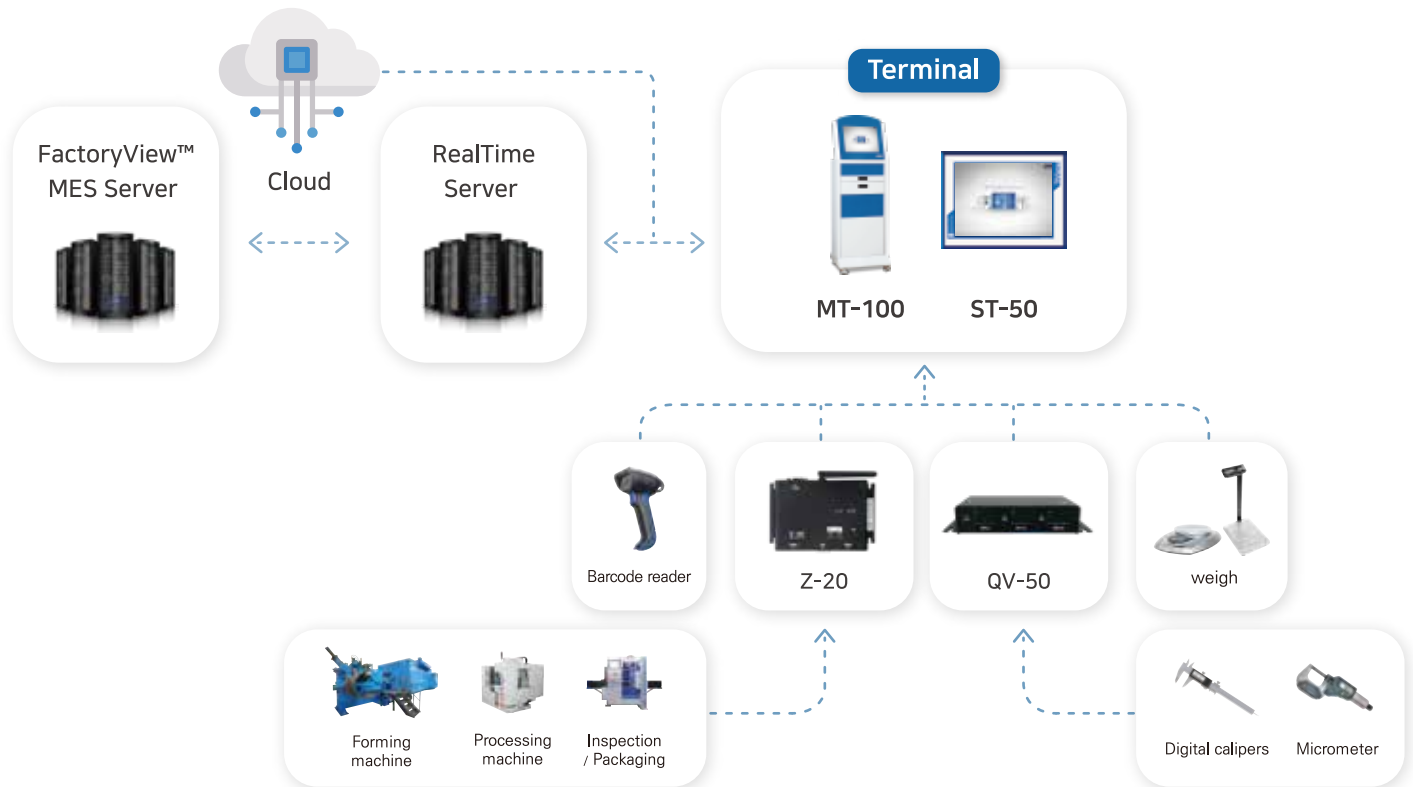 Terminal
FactoryView™
MES Server
Cloud
RealTime
Server
MT-100
ST-50
Barcode reader
Z-20
QV-50
weigh
Forming
machine
Processing
machine
Inspection
/ Packaging
Digital calipers
Micrometer